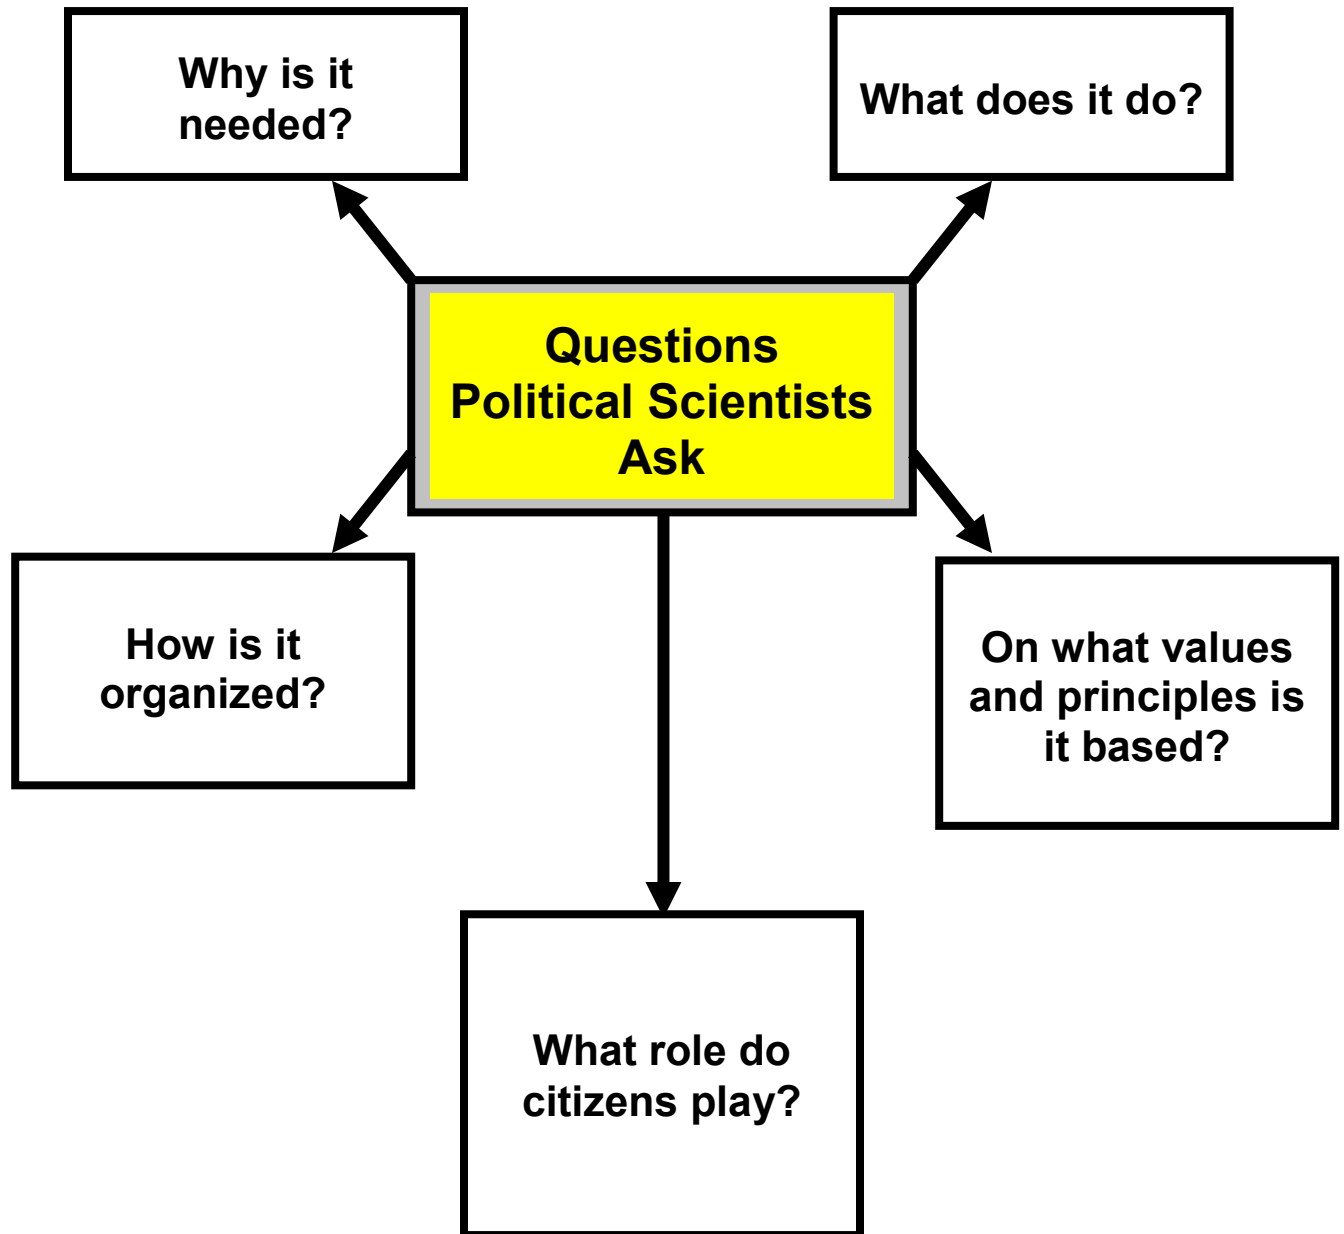 Why is it
needed?
What does it do?
Questions
Political Scientists
Ask
How is it
organized?
On what values
and principles is
it based?
What role do
citizens play?